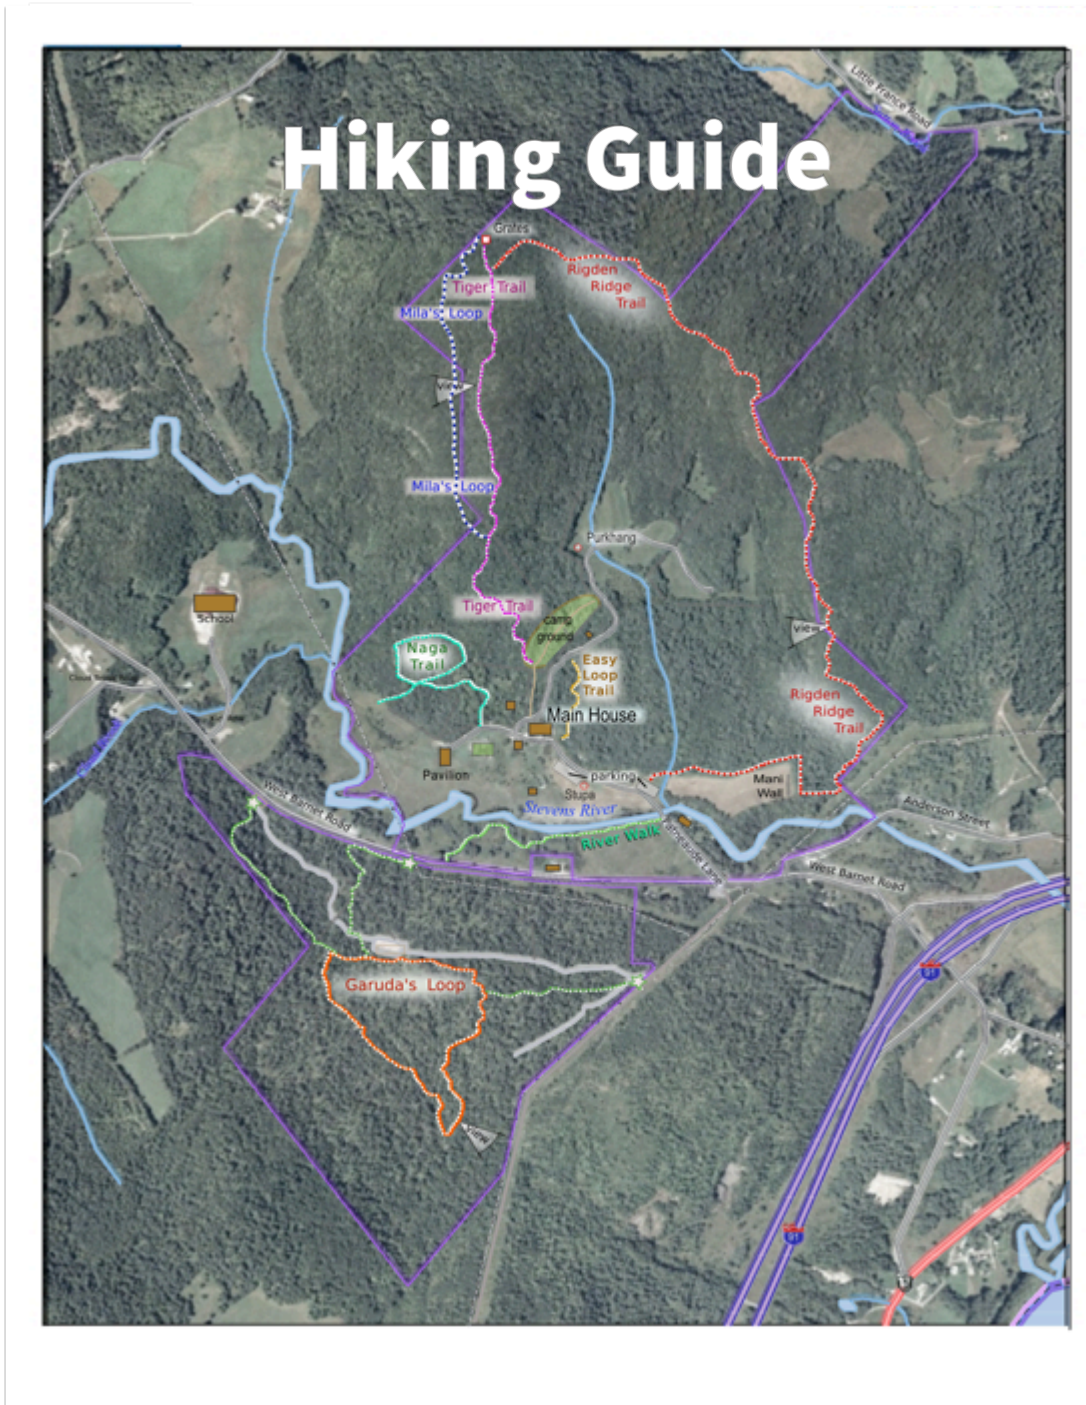 Little France Road
Hiking Guide
Grates
Rigden
Ridge
Trail
Tiger Trail
Mila's Loop
view
Mila's Loop
Purkhang
School
Tiger Trail
camp
ground
view
Naga
Trail
Easy
Loop
Trail
Rigden
Ridge
Trail
Main House
Pavilion
parking
Stupa
Mani
Wall
West Barnet Road
Stevens River
Anderson Street
River Walk
West Barnet Road
91
Garuda's Loop
view
91